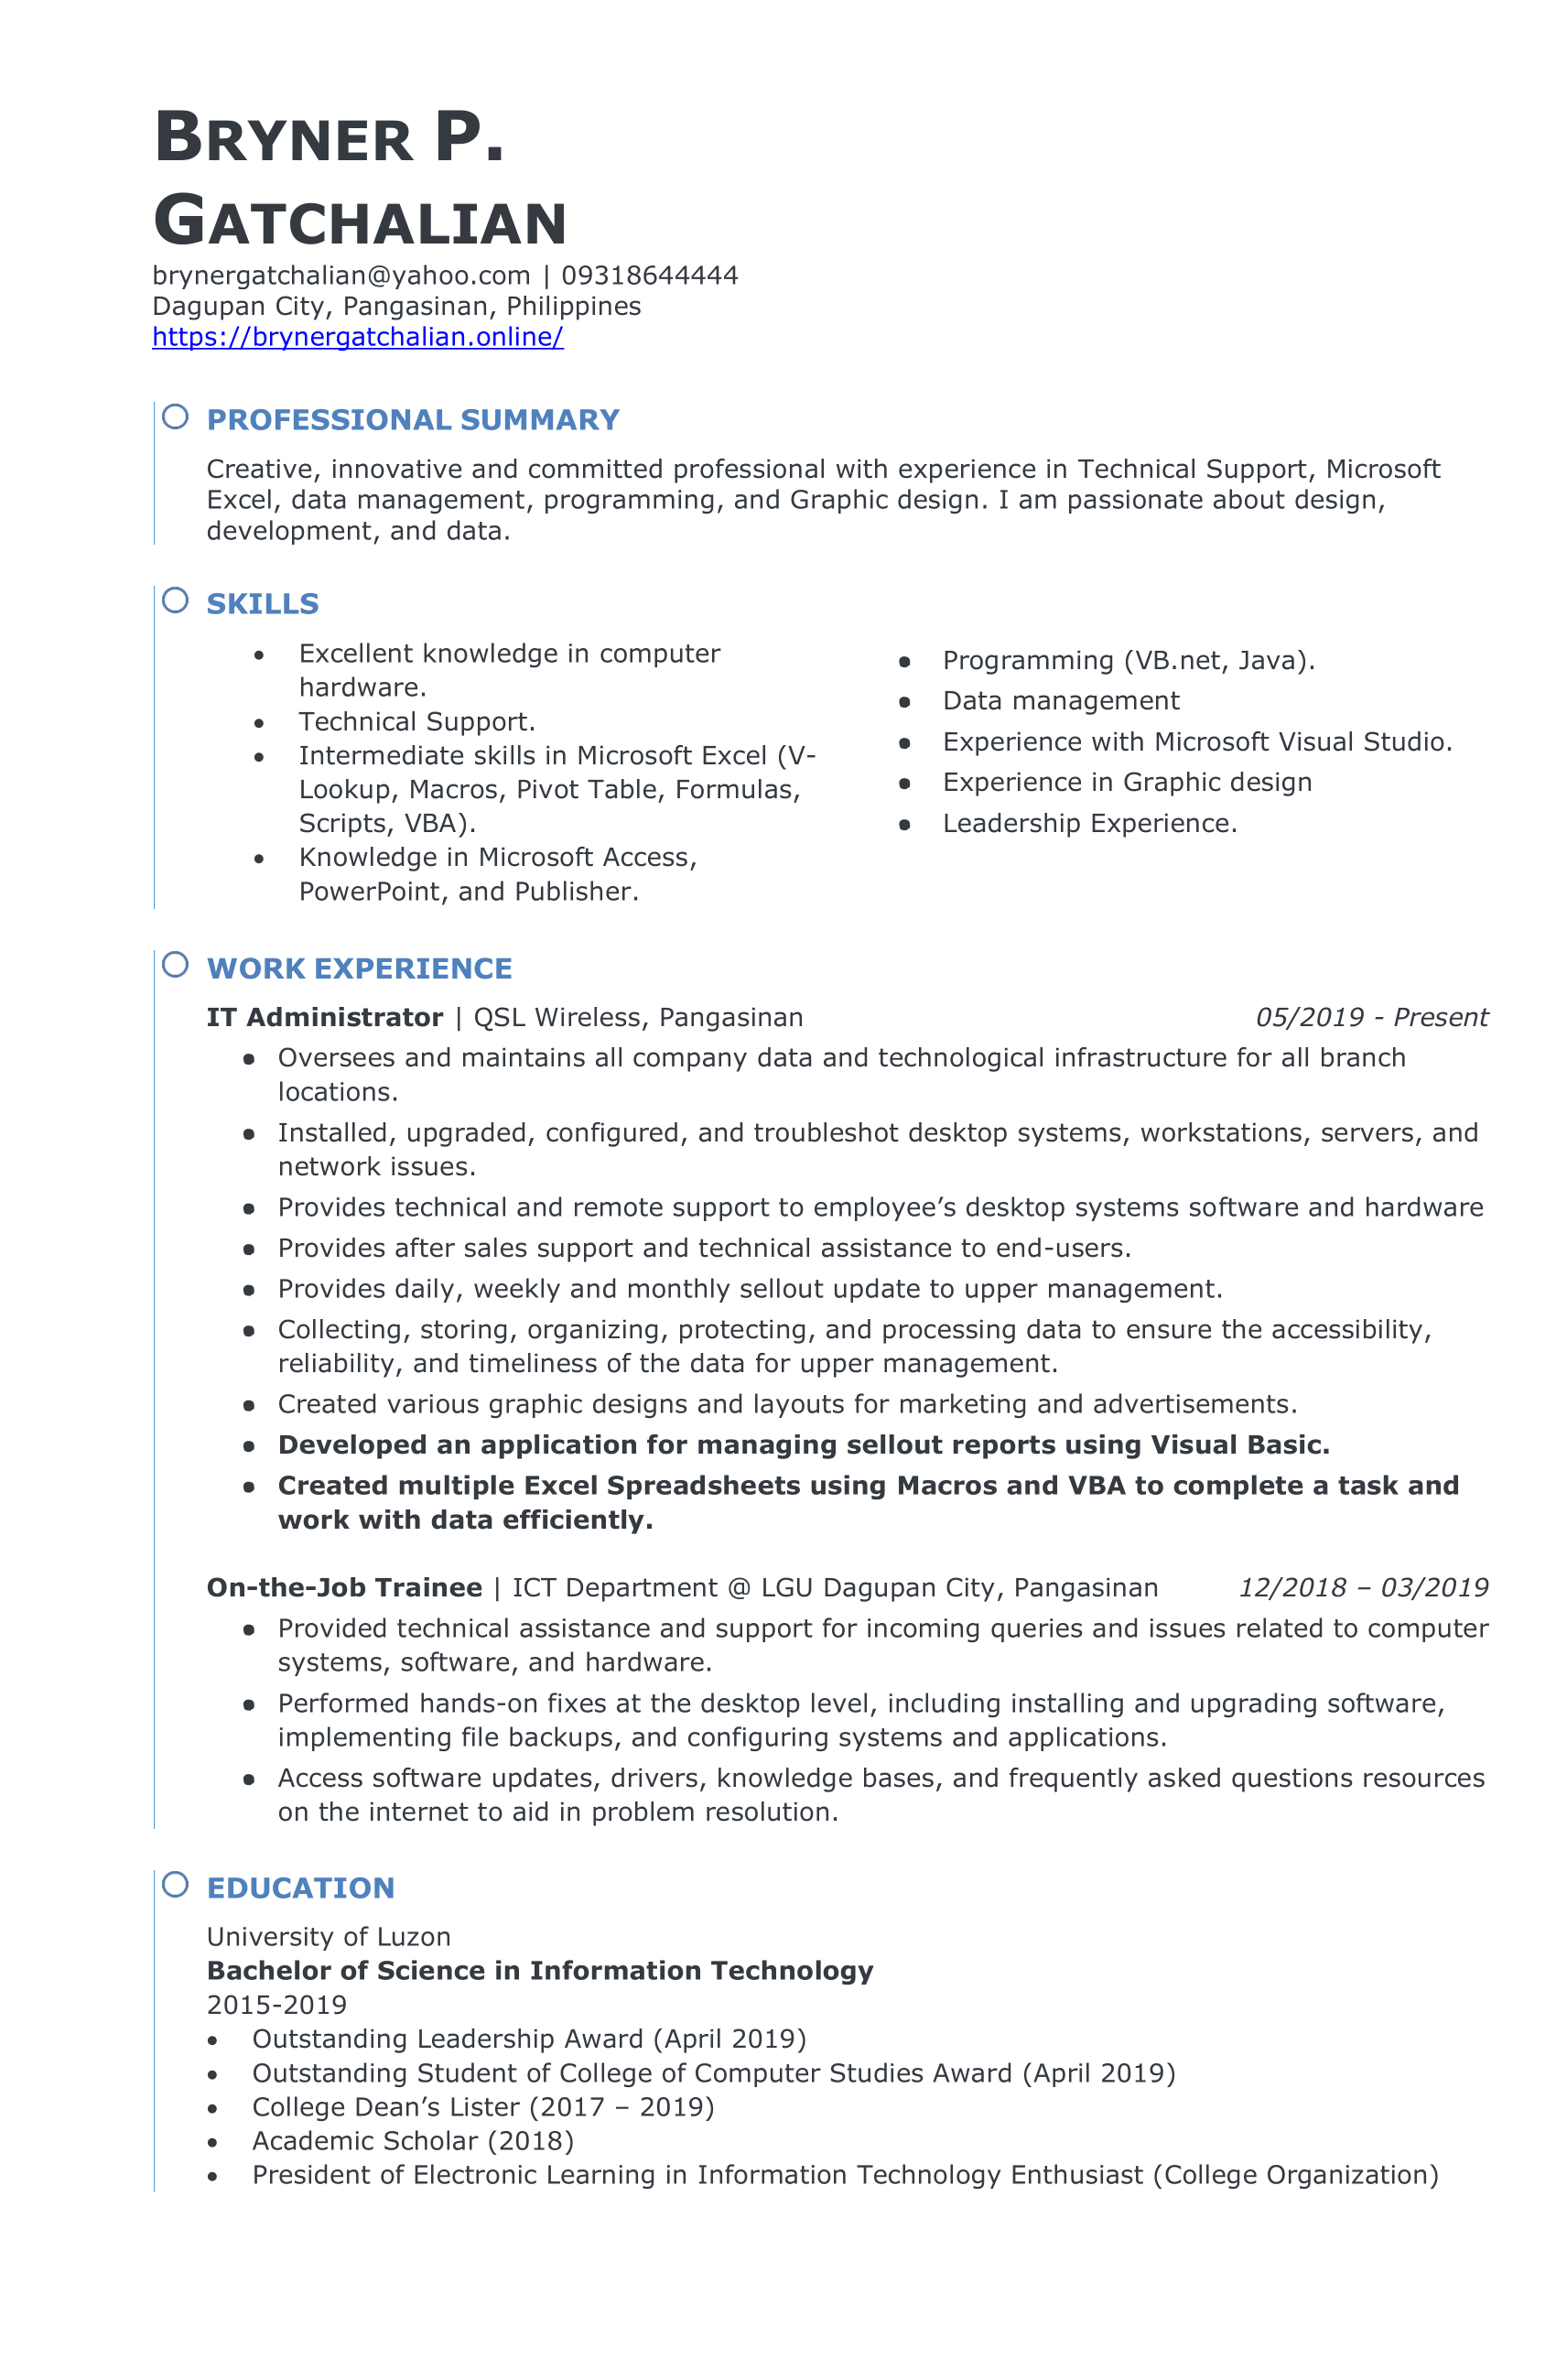 BRYNER P.
GATCHALIAN
brynergatchalian@yahoo.com | 09318644444
Dagupan City, Pangasinan, Philippines
https://brynergatchalian.online/
PROFESSIONAL SUMMARY
Creative, innovative and committed professional with experience in Technical Support, Microsoft
Excel, data management, programming, and Graphic design. I am passionate about design,
development, and data.
SKILLS
• Excellent knowledge in computer
hardware.
• Technical Support.
• Intermediate skills in Microsoft Excel (V-
Lookup, Macros, Pivot Table, Formulas,
Scripts, VBA).
• Knowledge in Microsoft Access,
PowerPoint, and Publisher.
• Programming (VB.net, Java).
• Data management
• Experience with Microsoft Visual Studio.
• Experience in Graphic design
• Leadership Experience.
WORK EXPERIENCE
IT Administrator | QSL Wireless, Pangasinan 05/2019 - Present
• Oversees and maintains all company data and technological infrastructure for all branch
locations.
• Installed, upgraded, configured, and troubleshot desktop systems, workstations, servers, and
network issues.
• Provides technical and remote support to employee’s desktop systems software and hardware
• Provides after sales support and technical assistance to end-users.
• Provides daily, weekly and monthly sellout update to upper management.
• Collecting, storing, organizing, protecting, and processing data to ensure the accessibility,
reliability, and timeliness of the data for upper management.
• Created various graphic designs and layouts for marketing and advertisements.
• Developed an application for managing sellout reports using Visual Basic.
• Created multiple Excel Spreadsheets using Macros and VBA to complete a task and
work with data efficiently.
On-the-Job Trainee | ICT Department @ LGU Dagupan City, Pangasinan 12/2018 – 03/2019
• Provided technical assistance and support for incoming queries and issues related to computer
systems, software, and hardware.
• Performed hands-on fixes at the desktop level, including installing and upgrading software,
implementing file backups, and configuring systems and applications.
• Access software updates, drivers, knowledge bases, and frequently asked questions resources
on the internet to aid in problem resolution.
EDUCATION
University of Luzon
Bachelor of Science in Information Technology
2015-2019
• Outstanding Leadership Award (April 2019)
• Outstanding Student of College of Computer Studies Award (April 2019)
• College Dean’s Lister (2017 – 2019)
• Academic Scholar (2018)
• President of Electronic Learning in Information Technology Enthusiast (College Organization)